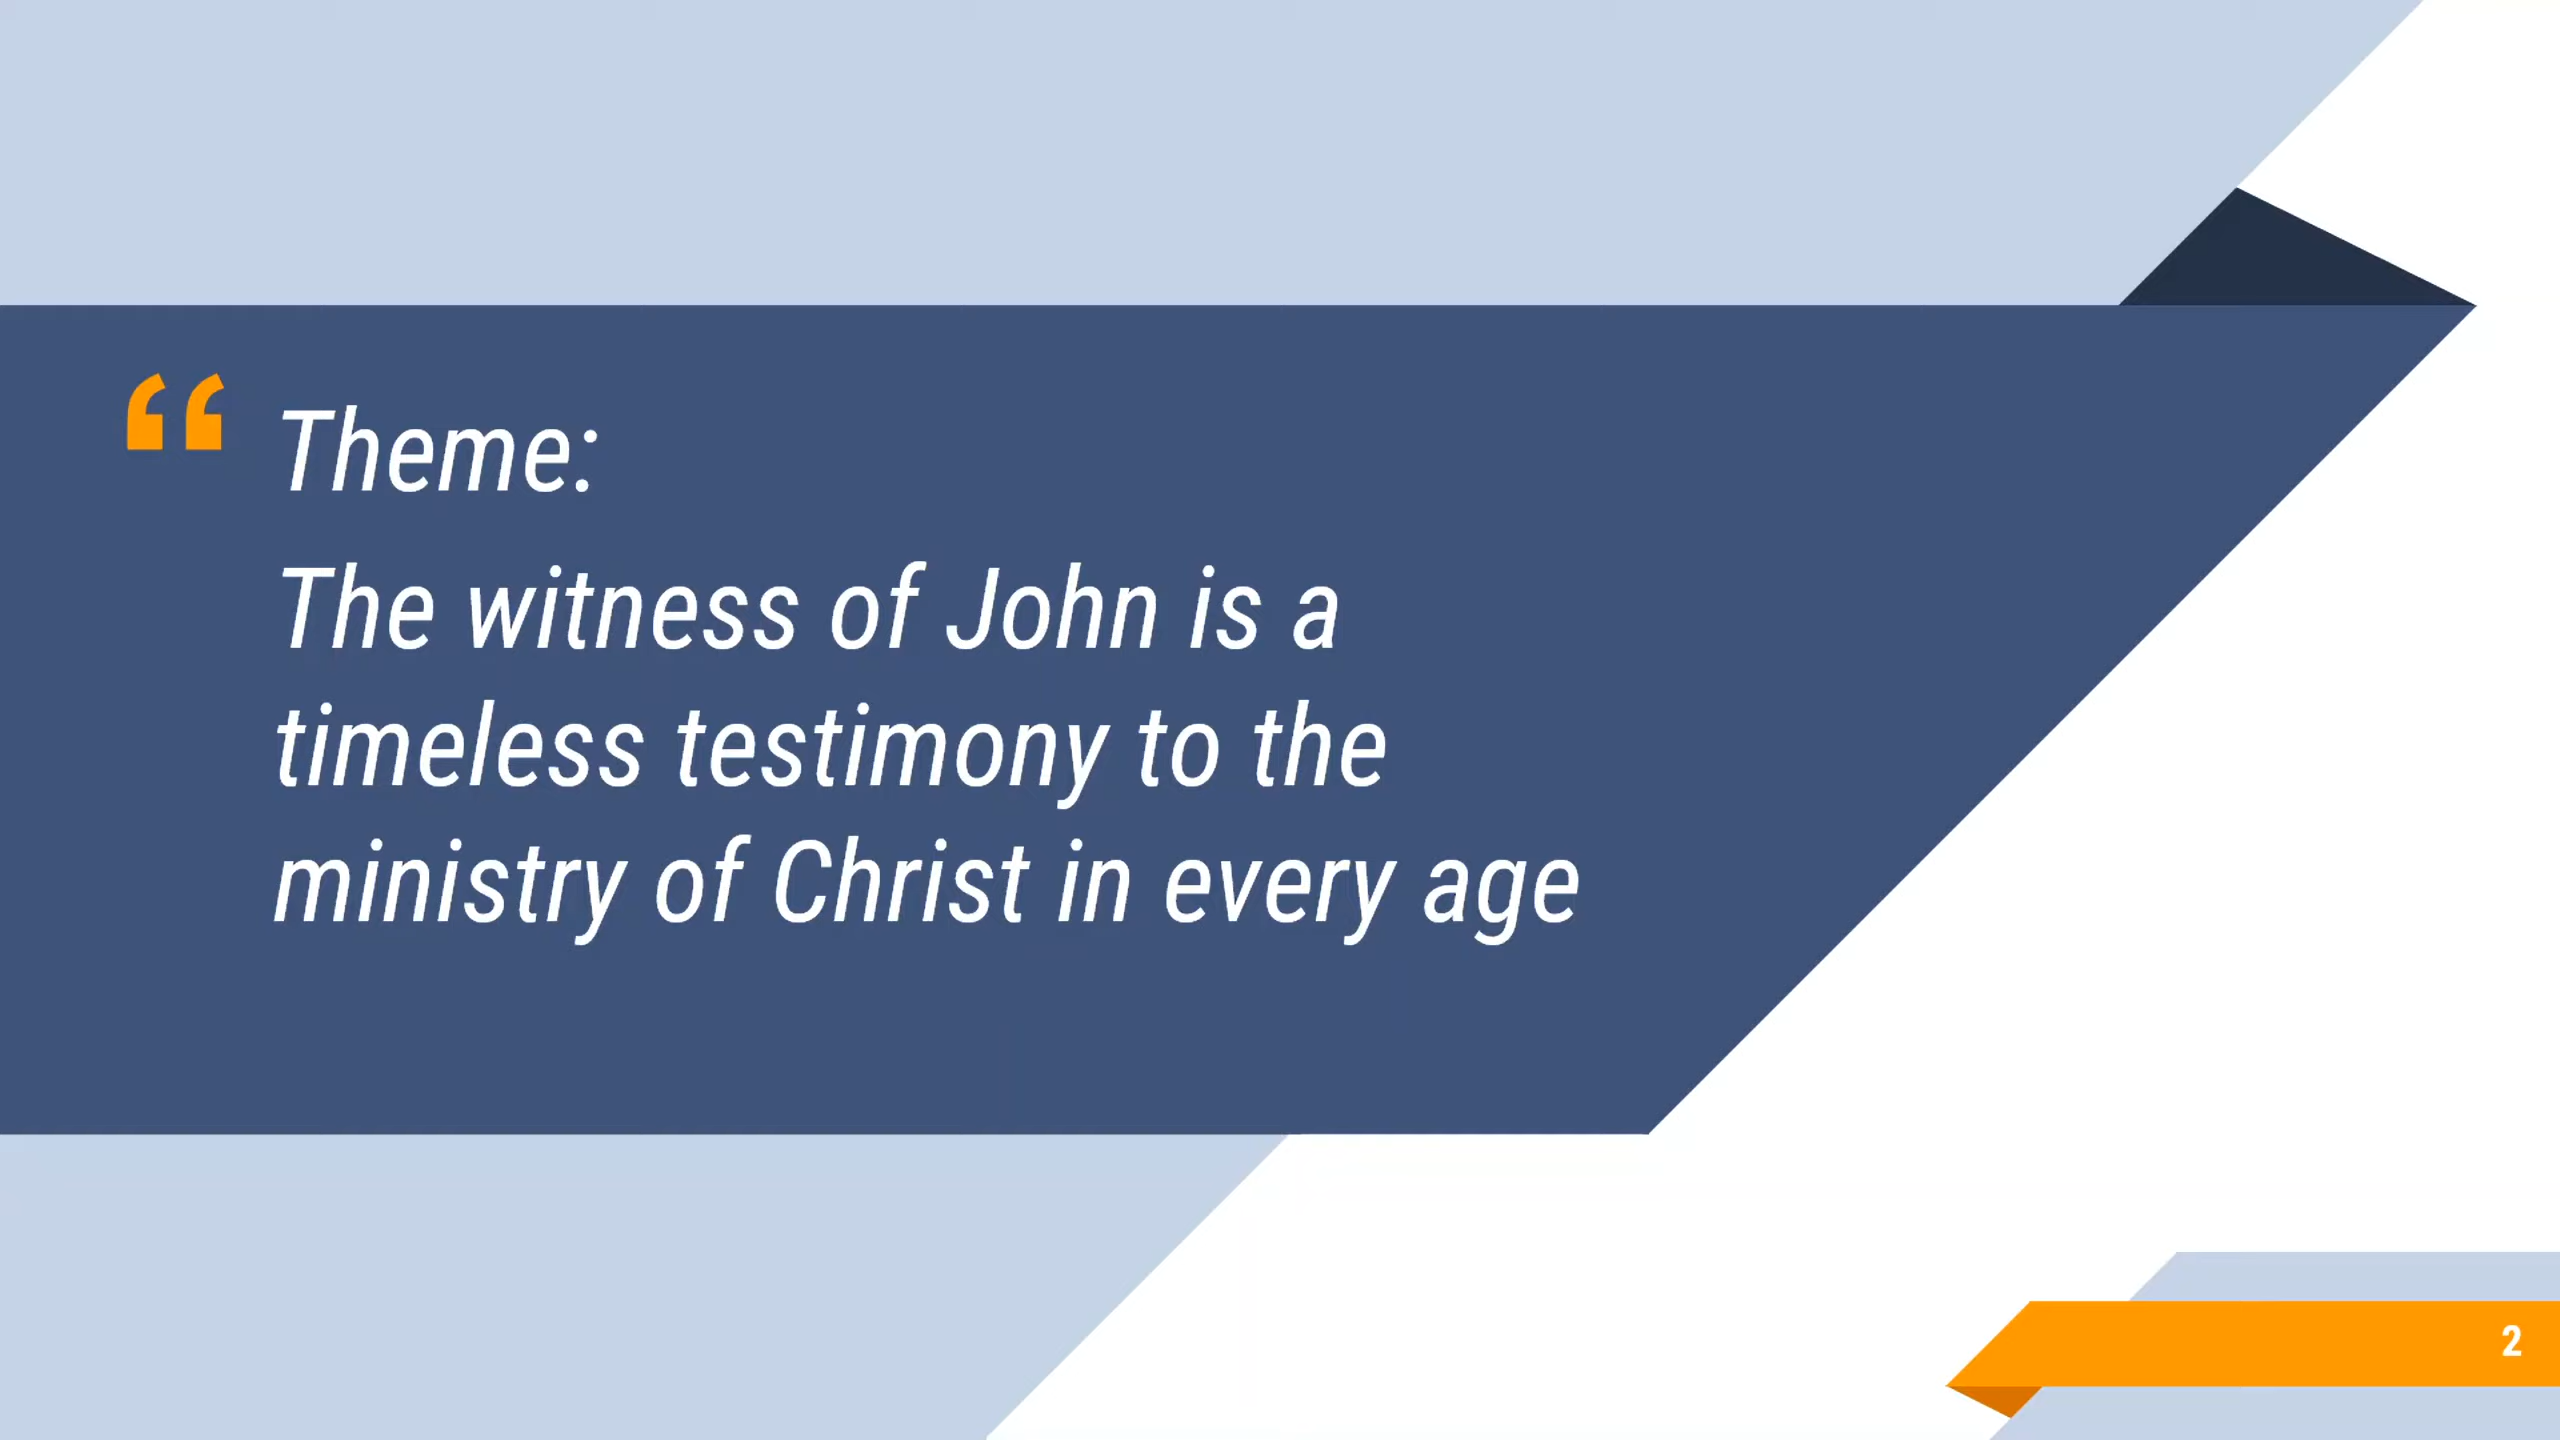 “ Theme:
The witness of John is a
timeless testimony to the
ministry of Christ in every age
2